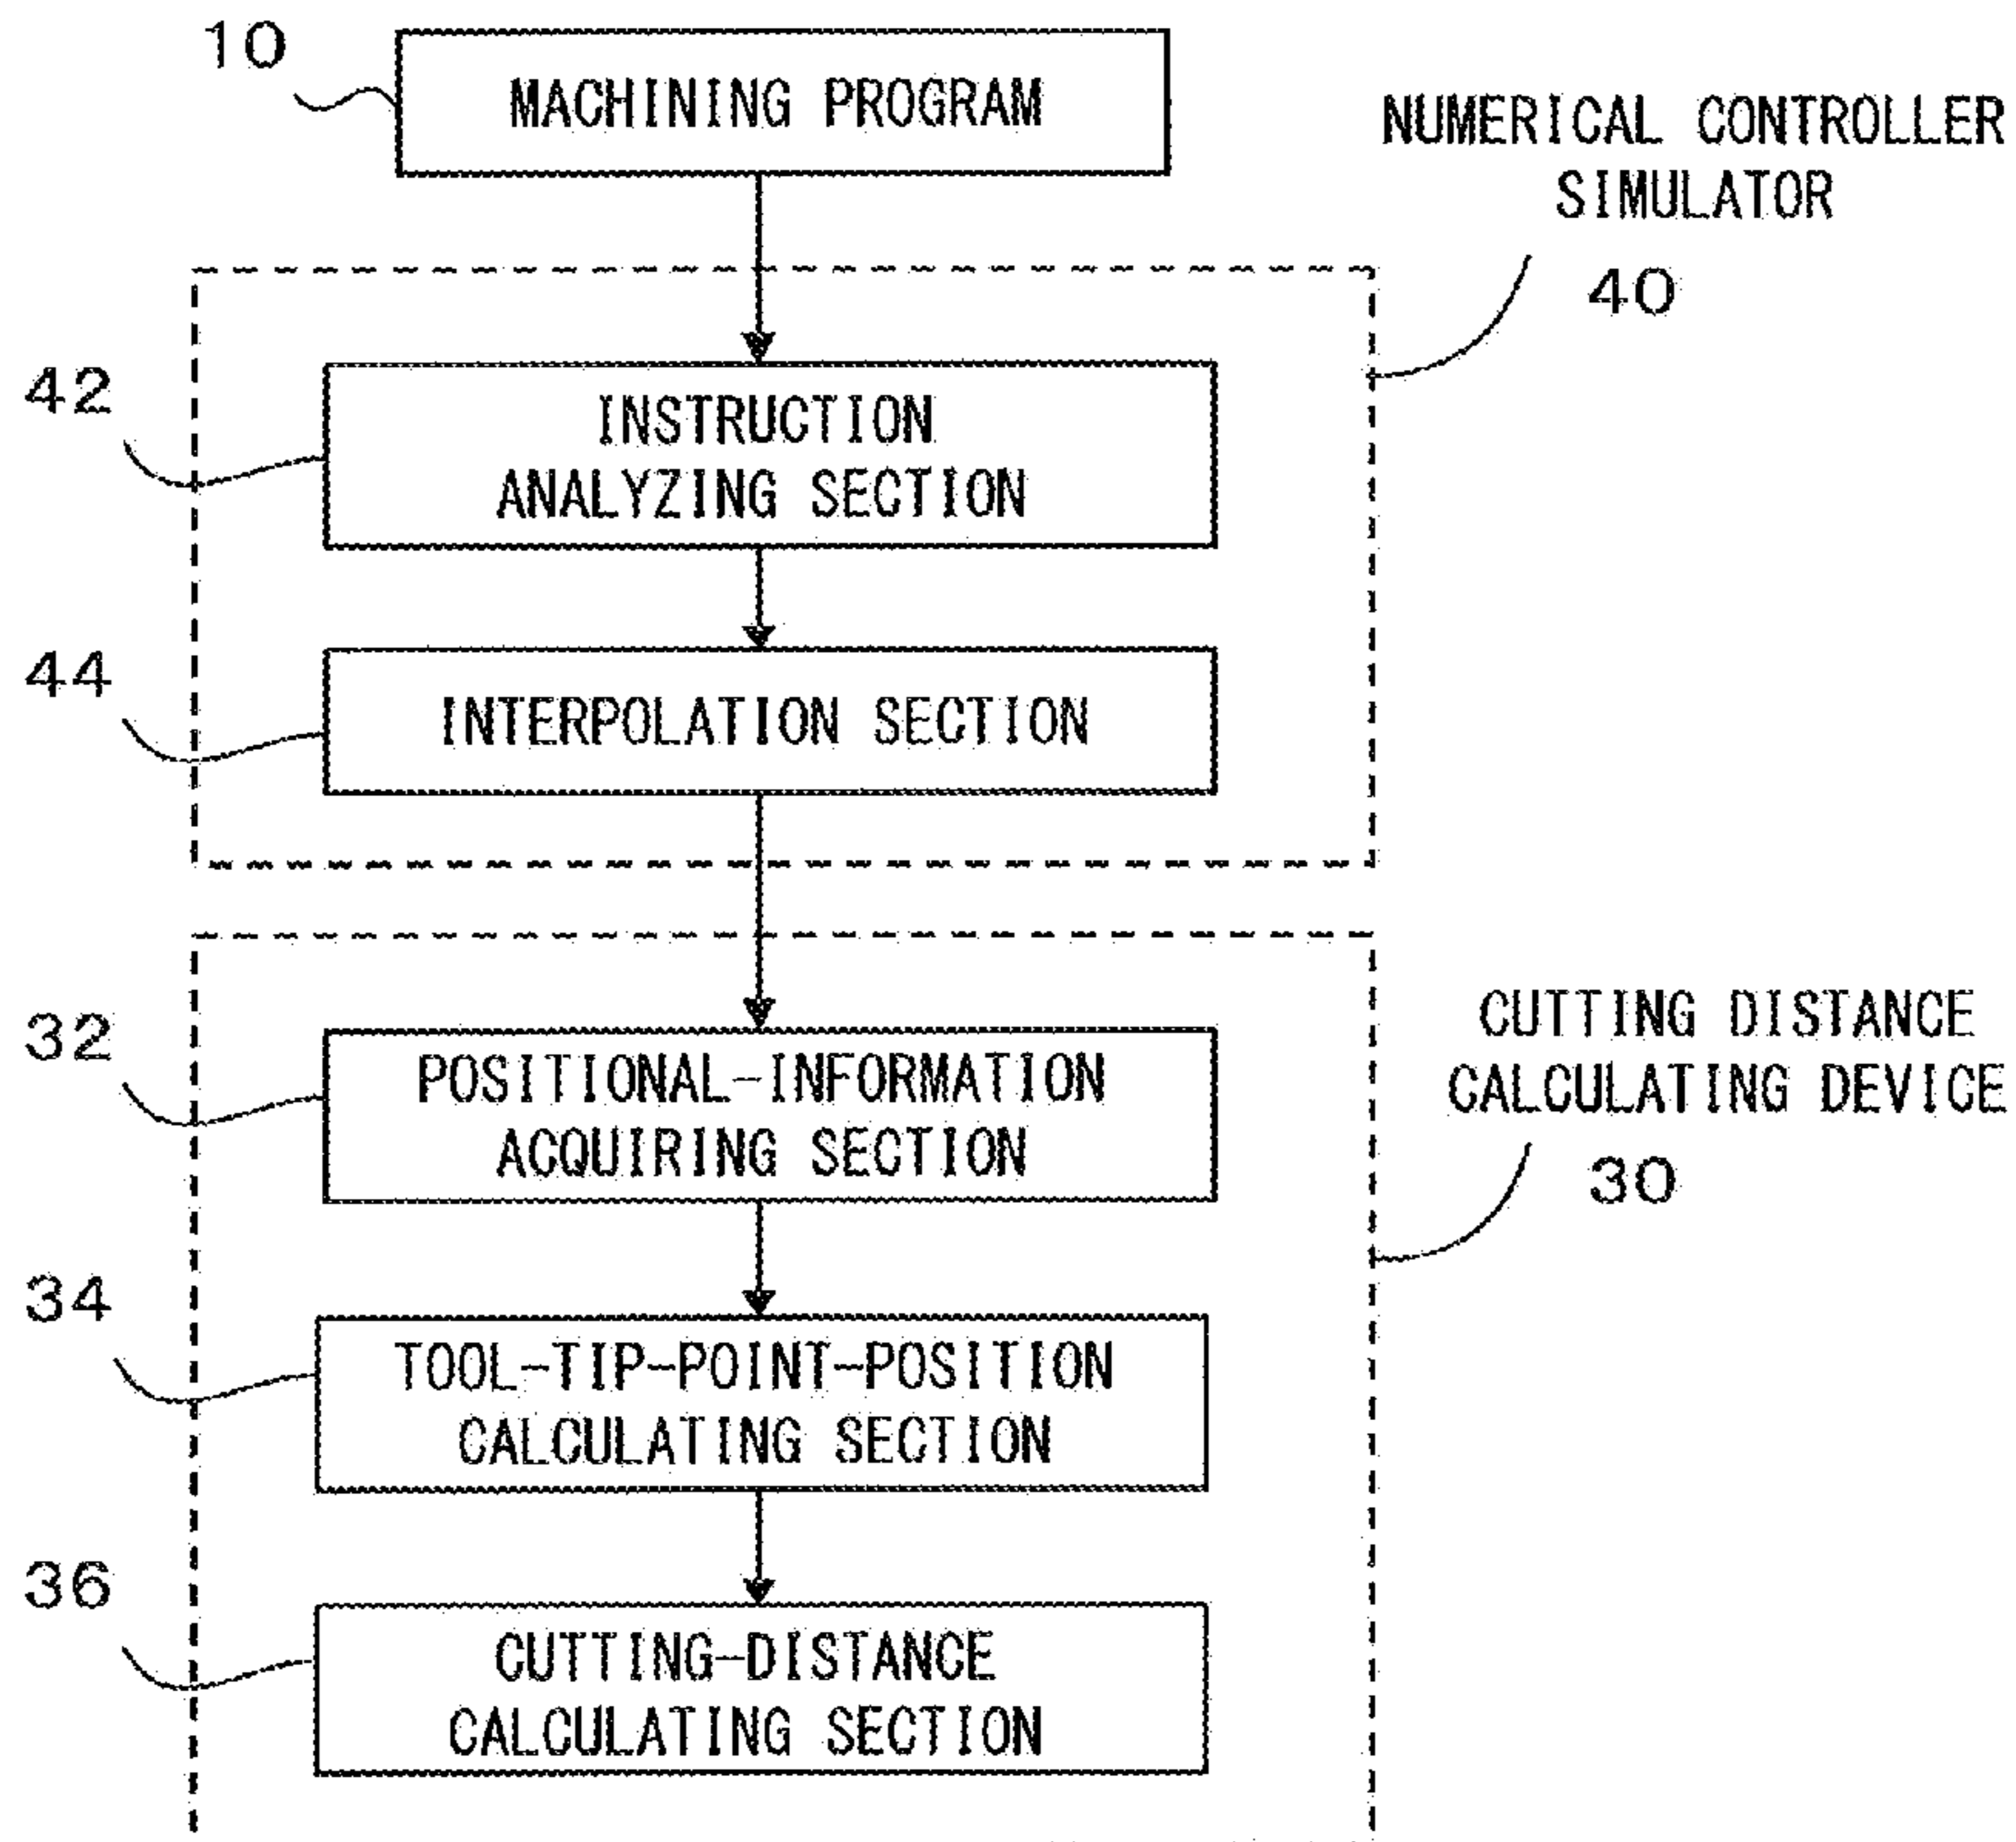 10
MACHINING PROGRAM
NUMERICAL CONTROLLER
SIMULATOR
40
42
INSTRUCTION
ANALYZING SECTION
44
INTERPOLATION SECTION
CUTTING DISTANCE
CALCULATING DEVICE
30
32
POSITIONAL-INFORMATION
ACQUIRING SECTION
34
TOOL-TIP-POINT-POSITION
CALCULATING SECTION
36
CUTTING-DISTANCE
CALCULATING SECTION